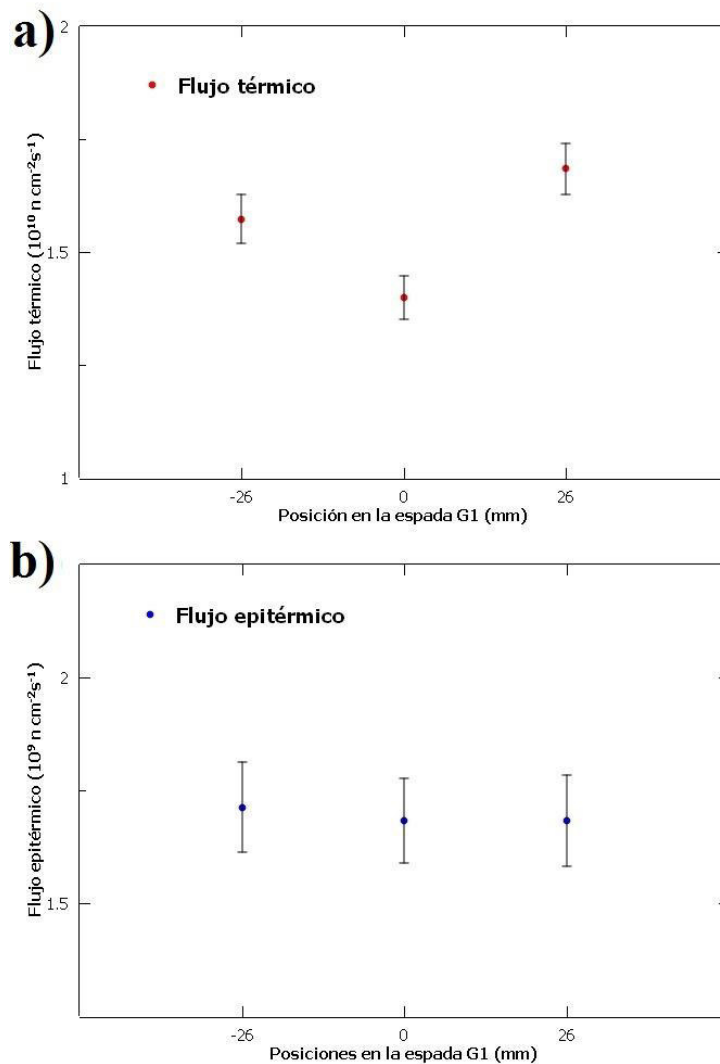 a)
2
Flujo térmico
Flujo térmico (10¹⁰ n cm⁻²s⁻¹)
1.5
1
-26 0 26
Posición en la espada G1 (mm)
b)
Flujo epitérmico
Flujo epitérmico (10⁹ n cm⁻²s⁻¹)
2
1.5
-26 0 26
Posiciones en la espada G1 (mm)